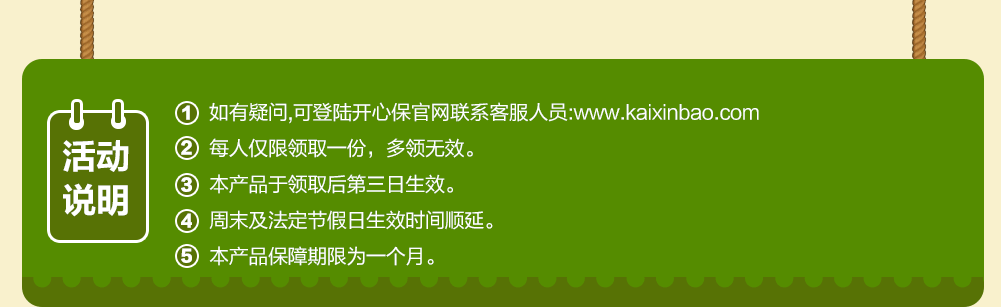 活动
说明
① 如有疑问,可登陆开心保官网联系客服人员:www.kaixinbao.com
② 每人仅限领取一份，多领无效。
③ 本产品于领取后第三日生效。
④ 周末及法定节假日生效时间顺延。
⑤ 本产品保障期限为一个月。